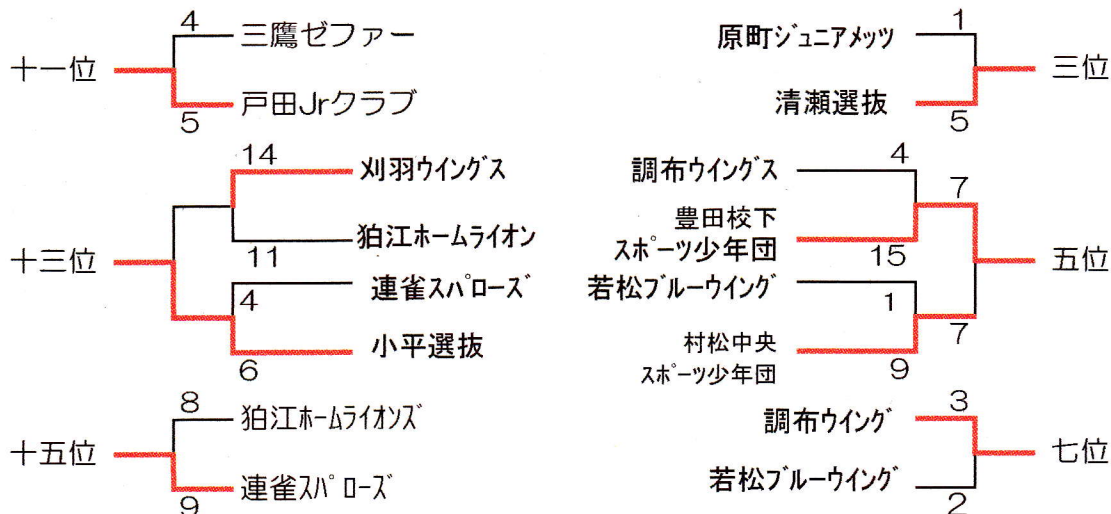 4
三鷹ゼファー
十一位
戸田Jrクラブ
5
14
刈羽ウイングス
狛江ホームライオン
11
十三位
連雀スパローズ
4
小平選抜
6
8
狛江ホームライオンズ
十五位
連雀スパローズ
9
1
原町ジュニアメッツ
三位
清瀬選抜
5
4
調布ウイングス
7
豊田校下
スポーツ少年団
15
五位
若松ブルーウイング
1
7
村松中央
スポーツ少年団
9
3
調布ウイング
七位
若松ブルーウイング
2